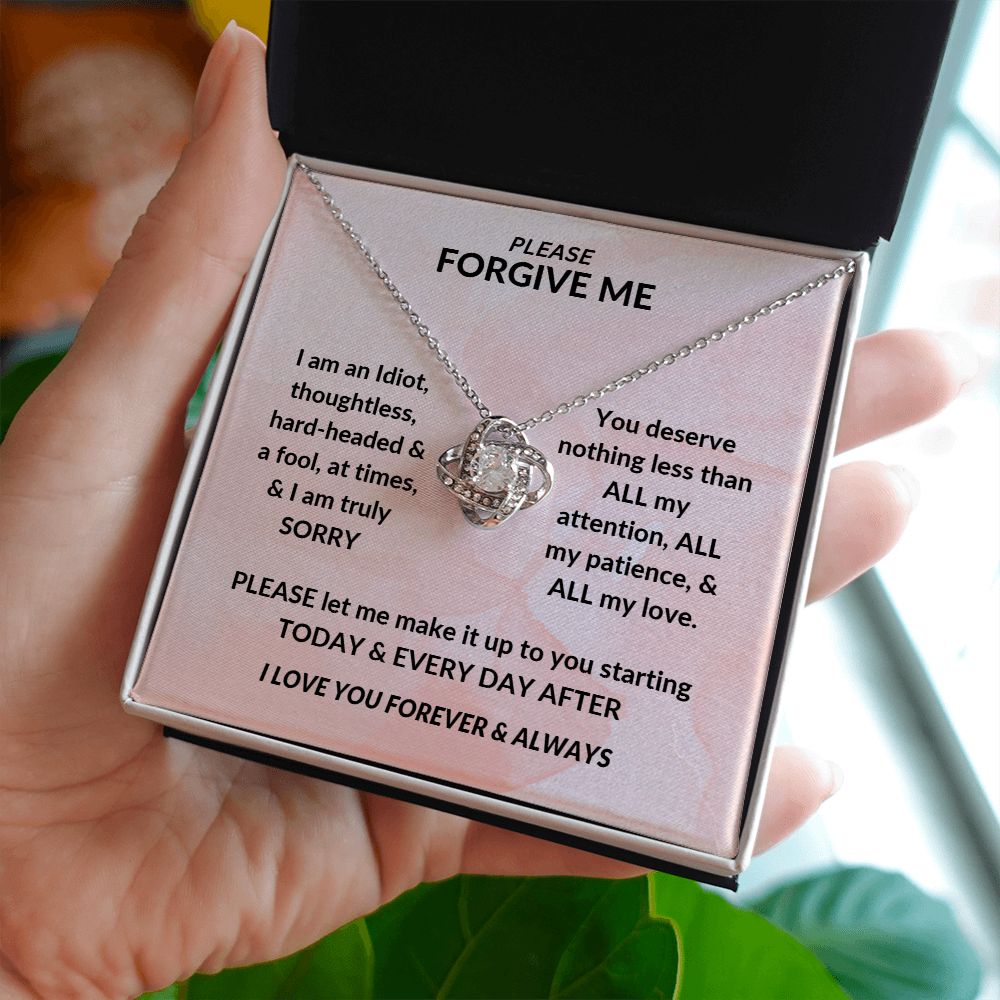 PLEASE
FORGIVE ME
I am an Idiot,
thoughtless,
hard-headed &
a fool, at times,
& I am truly
SORRY
You deserve
nothing less than
ALL my
attention, ALL
my patience, &
ALL my love.
PLEASE let me make it up to you starting
TODAY & EVERY DAY AFTER
I LOVE YOU FOREVER & ALWAYS